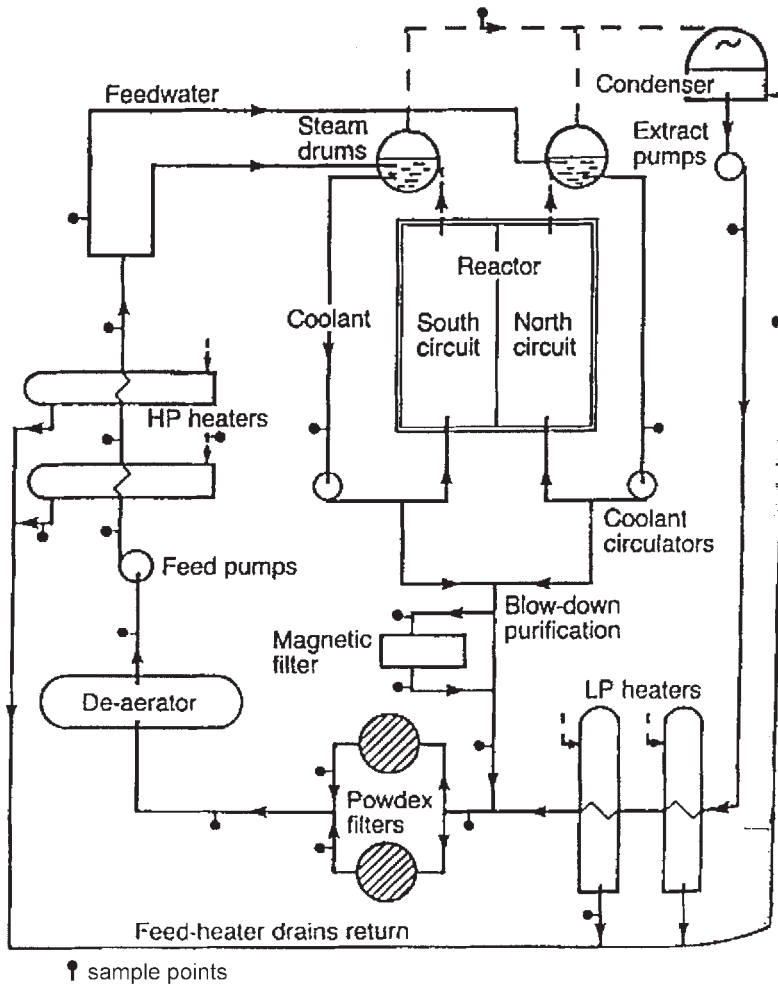 Feedwater
Steam
drums
Condenser
Extract
pumps
Reactor
South
circuit
North
circuit
Coolant
HP heaters
Coolant
circulators
Feed pumps
Blow-down
purification
Magnetic
filter
LP heaters
De-aerator
Powdex
filters
Feed-heater drains return
sample points